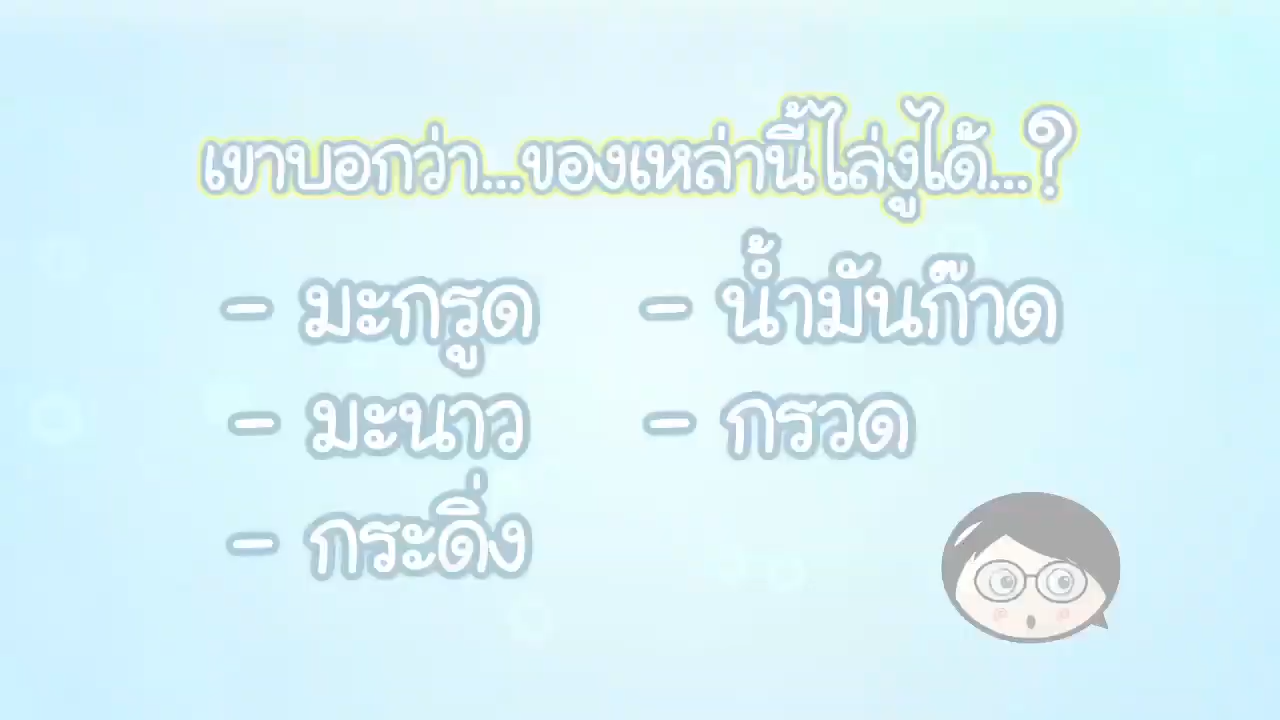 เขาบอกว่า...ของเหล่านี้ไล่งูได้...?
- มะกรูด
- มะนาว
- กระดิ่ง
- น้ำมันก๊าด
- กรวด